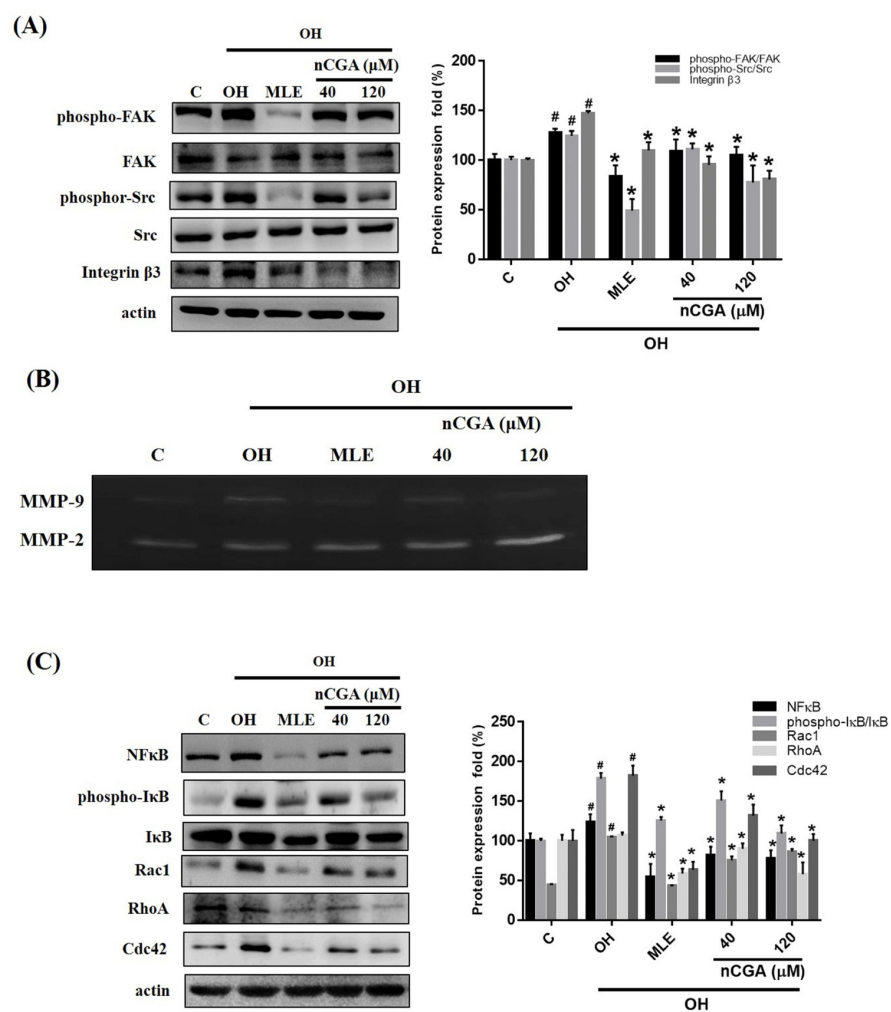 (A)
OH
nCGA (μM)
C OH MLE 40 120
phospho-FAK
FAK
phosphor-Src
Src
Integrin β3
actin
phospho-FAK/FAK
phospho-Src/Src
Integrin β3
Protein expression fold (%)
200
150
100
50
0
# # #
* * * * * * * * *
C OH MLE 40 120
nCGA (μM)
OH
(B)
OH
nCGA (μM)
C OH MLE 40 120
MMP-9
MMP-2
(C)
OH
nCGA (μM)
C OH MLE 40 120
NFκB
phospho-IκB
IκB
Rac1
RhoA
Cdc42
actin
NFκB
phospho-IκB/IκB
Rac1
RhoA
Cdc42
Protein expression fold (%)
250
200
150
100
50
0
# # # #
* * * * * * * * * * * * * * *
C OH MLE 40 120
nCGA (μM)
OH